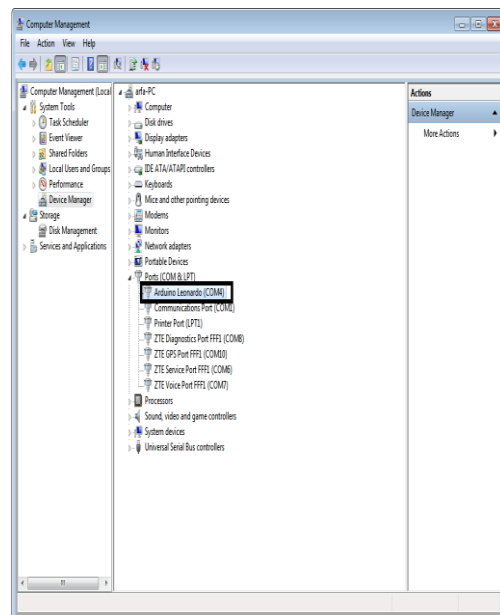 Computer Management
File Action View Help
Computer Management (Local
System Tools
Task Scheduler
Event Viewer
Shared Folders
Local Users and Groups
Performance
Device Manager
Storage
Disk Management
Services and Applications
arfa-PC
Computer
Disk drives
Display adapters
Human Interface Devices
IDE ATA/ATAPI controllers
Keyboards
Mice and other pointing devices
Modems
Monitors
Network adapters
Portable Devices
Ports (COM & LPT)
Arduino Leonardo (COM4)
Communications Port (COM1)
Printer Port (LPT1)
ZTE Diagnostics Port FFF1 (COM8)
ZTE GPS Port FFF1 (COM10)
ZTE Service Port FFF1 (COM6)
ZTE Voice Port FFF1 (COM7)
Processors
Sound, video and game controllers
System devices
Universal Serial Bus controllers
Actions
Device Manager
More Actions